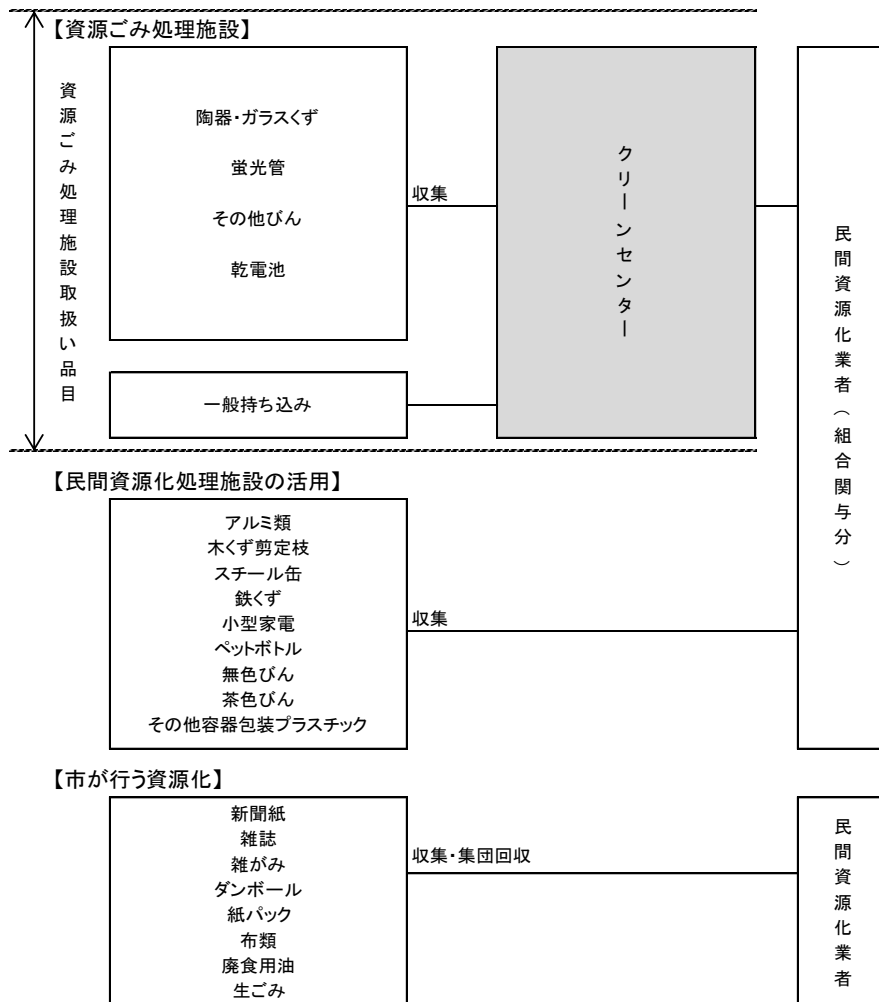 【資源ごみ処理施設】
資源ごみ処理施設取扱い品目
陶器・ガラスくず
蛍光管
その他びん
乾電池
収集
クリーンセンター
一般持ち込み
民間資源化業者（組合関与分）
【民間資源化処理施設の活用】
アルミ類
木くず剪定枝
スチール缶
鉄くず
小型家電
ペットボトル
無色びん
茶色びん
その他容器包装プラスチック
収集
【市が行う資源化】
新聞紙
雑誌
雑がみ
ダンボール
紙パック
布類
廃食用油
生ごみ
収集・集団回収
民間資源化業者